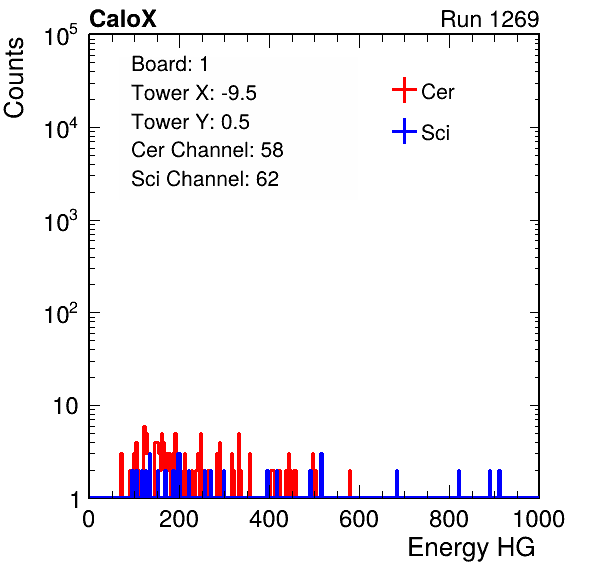 CaloX Run 1269
Counts
10^5
10^4
10^3
10^2
10
1
Board: 1
Tower X: -9.5
Tower Y: 0.5
Cer Channel: 58
Sci Channel: 62
Cer
Sci
0 200 400 600 800 1000
Energy HG